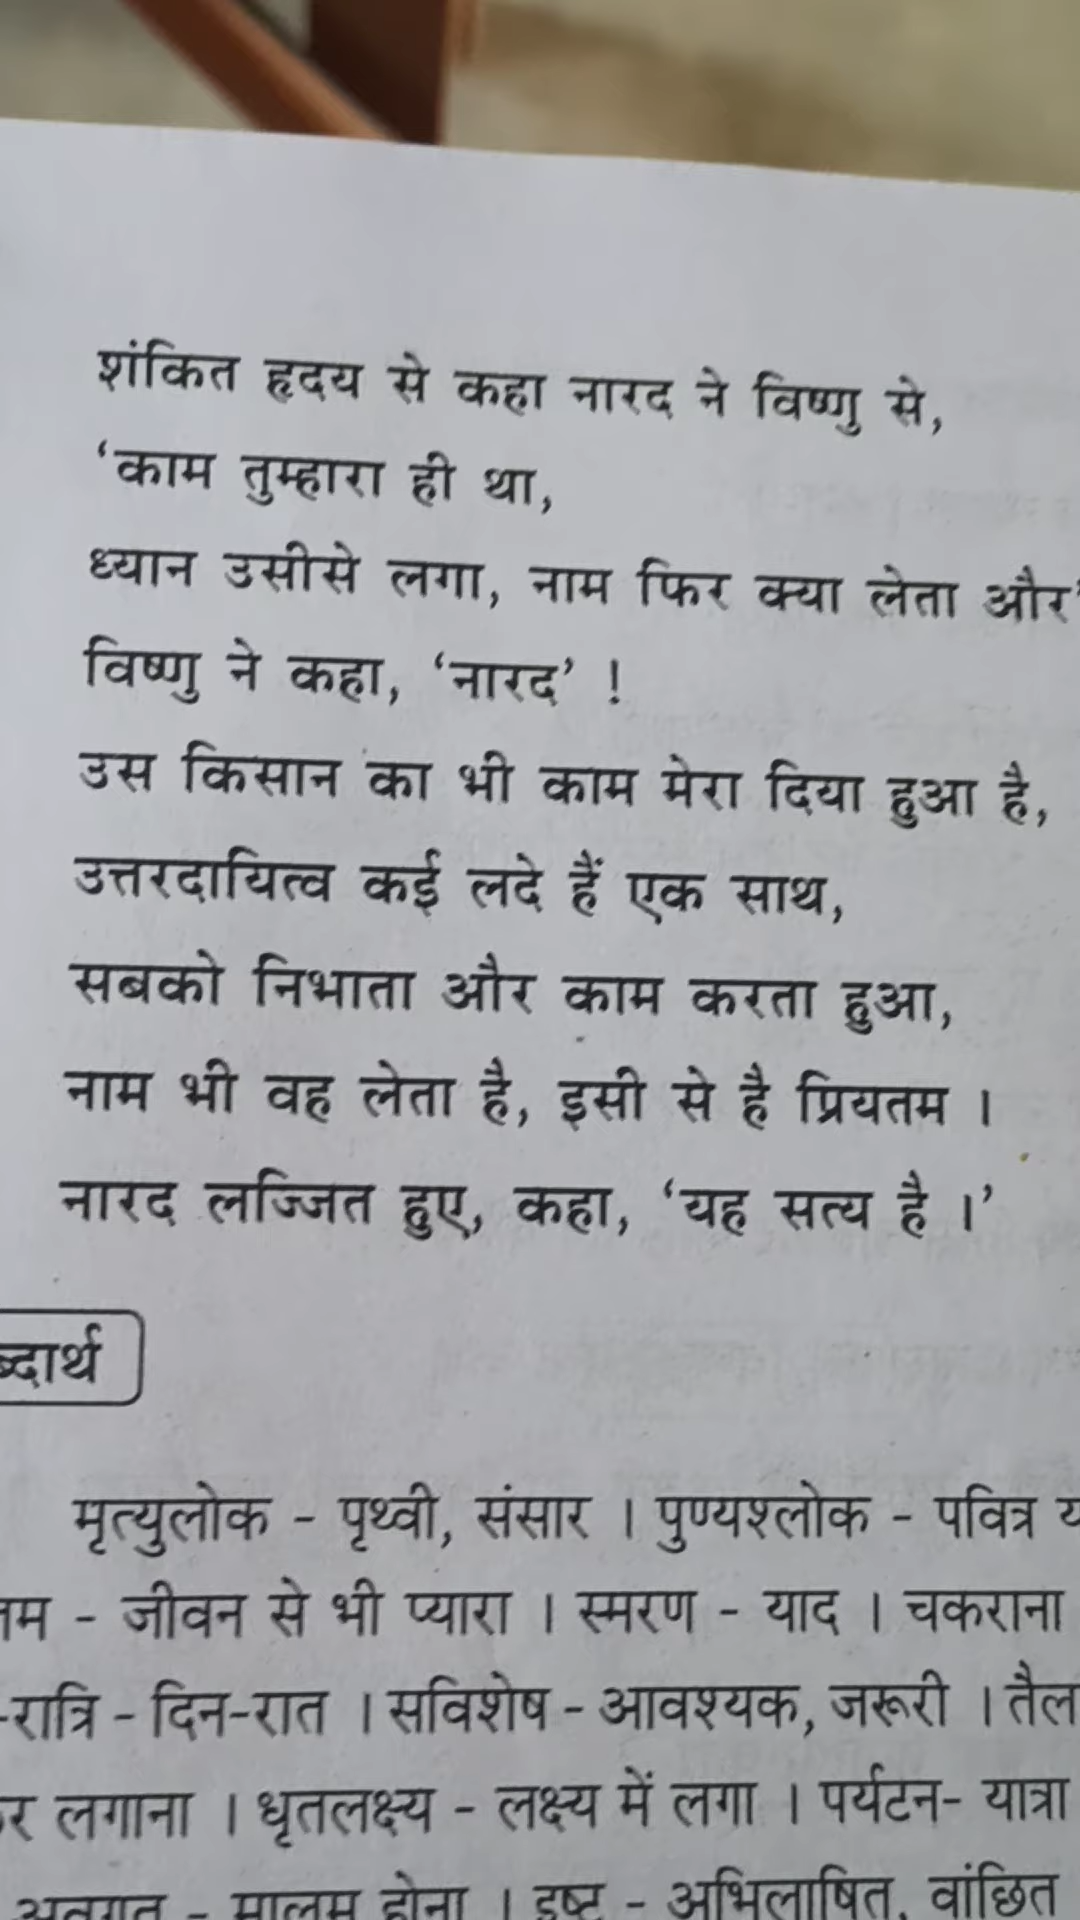 शंकित हृदय से कहा नारद ने विष्णु से,
‘काम तुम्हारा ही था,
ध्यान उसीसे लगा, नाम फिर क्या लेता और’
विष्णु ने कहा, ‘नारद’ !
उस किसान का भी काम मेरा दिया हुआ है,
उत्तरदायित्व कई लदे हैं एक साथ,
सबको निभाता और काम करता हुआ,
नाम भी वह लेता है, इसी से है प्रियतम ।
नारद लज्जित हुए, कहा, ‘यह सत्य है ।’
ब्दार्थ
मृत्युलोक - पृथ्वी, संसार । पुण्यश्लोक - पवित्र
तम - जीवन से भी प्यारा । स्मरण - याद । चकराना
-रात्रि - दिन-रात । सविशेष - आवश्यक, जरूरी । तैल
र लगाना । धृतलक्ष्य - लक्ष्य में लगा । पर्यटन- यात्रा
अवगत - मालूम होना । इष्ट - अभिलाषित, वांछित